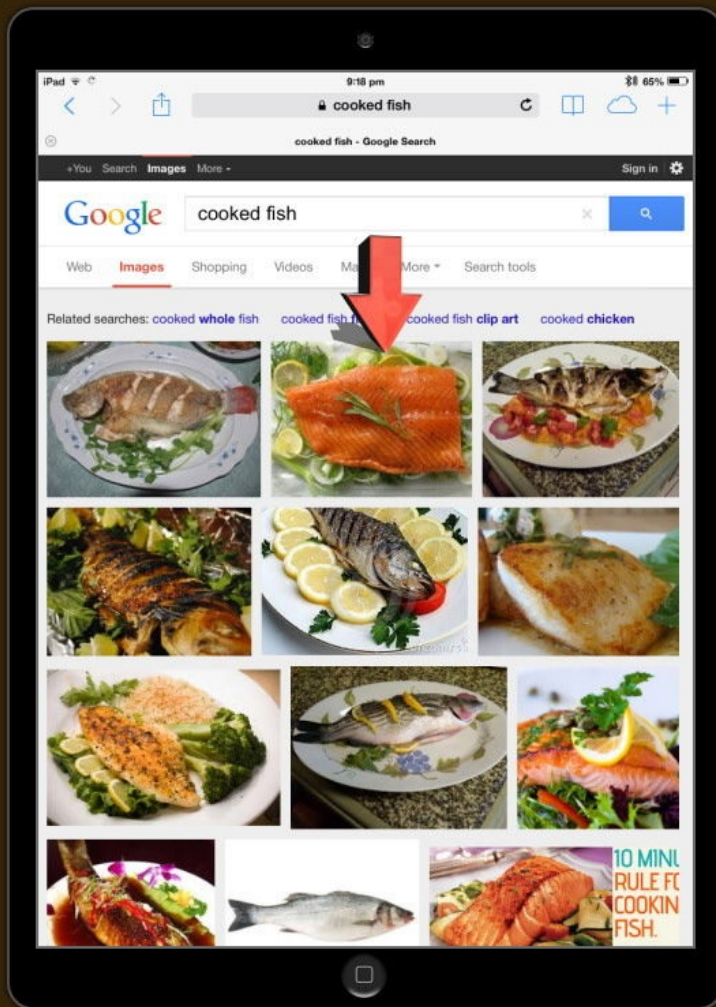 iPad 9:18 pm 65%
cooked fish
cooked fish - Google Search
+You Search Images More Sign in
Google cooked fish
Web Images Shopping Videos More Search tools
Related searches: cooked whole fish cooked fish cooked fish clip art cooked chicken
10 MINU
RULE FO
COOKIN
FISH.